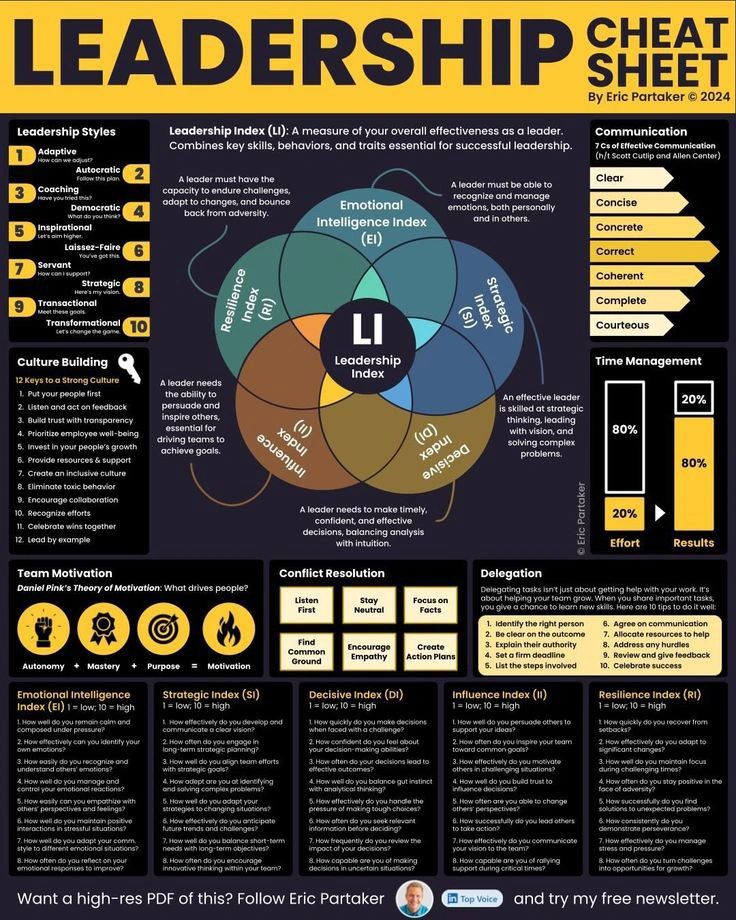 LEADERSHIP
CHEAT
SHEET
By Eric Partaker © 2024
Leadership Styles
1 Adaptive
How can we adjust?
Autocratic 2
Follow this plan.
3 Coaching
Have you tried this?
Democratic 4
What do you think?
5 Inspirational
Let's aim higher.
Laissez-Faire 6
You've got this.
7 Servant
How can I support?
Strategic 8
Here's my vision.
9 Transactional
Meet these goals.
Transformational 10
Let's change the game.
Leadership Index (LI): A measure of your overall effectiveness as a leader.
Combines key skills, behaviors, and traits essential for successful leadership.
A leader must have the
capacity to endure challenges,
adapt to changes, and bounce
back from adversity.
A leader must be able to
recognize and manage
emotions, both personally
and in others.
Emotional
Intelligence Index
(EI)
Resilience
Index
(RI)
Strategic
Index
(SI)
LI
Leadership
Index
Influence
Index
(II)
Decisive
Index
(DI)
A leader needs
the ability to
persuade and
inspire others,
essential for
driving teams to
achieve goals.
An effective leader
is skilled at strategic
thinking, leading
with vision, and
solving complex
problems.
A leader needs to make timely,
confident, and effective
decisions, balancing analysis
with intuition.
© Eric Partaker
Communication
7 Cs of Effective Communication
(h/t Scott Cutlip and Allen Center)
Clear
Concise
Concrete
Correct
Coherent
Complete
Courteous
Culture Building
12 Keys to a Strong Culture
1. Put your people first
2. Listen and act on feedback
3. Build trust with transparency
4. Prioritize employee well-being
5. Invest in your people's growth
6. Provide resources & support
7. Create an inclusive culture
8. Eliminate toxic behavior
9. Encourage collaboration
10. Recognize efforts
11. Celebrate wins together
12. Lead by example
Time Management
80%
20%
20%
80%
Effort
Results
Team Motivation
Daniel Pink's Theory of Motivation: What drives people?
Autonomy + Mastery + Purpose = Motivation
Conflict Resolution
Listen
First
Stay
Neutral
Focus on
Facts
Find
Common
Ground
Encourage
Empathy
Create
Action Plans
Delegation
Delegating tasks isn't just about getting help with your work. It's
about helping your team grow. When you share important tasks,
you give a chance to learn new skills. Here are 10 tips to do it well:
1. Identify the right person
2. Be clear on the outcome
3. Explain their authority
4. Set a firm deadline
5. List the steps involved
6. Agree on communication
7. Allocate resources to help
8. Address any hurdles
9. Review and give feedback
10. Celebrate success
Emotional Intelligence
Index (EI) 1 = low; 10 = high
1. How well do you remain calm and
composed under pressure?
2. How effectively can you identify your
own emotions?
3. How easily do you recognize and
understand others' emotions?
4. How well do you manage and
control your emotional reactions?
5. How easily can you empathize with
others' perspectives and feelings?
6. How well do you maintain positive
interactions in stressful situations?
7. How well do you adapt your comm.
style to different emotional situations?
8. How often do you reflect on your
emotional responses to improve?
Strategic Index (SI)
1 = low; 10 = high
1. How effectively do you develop and
communicate a clear vision?
2. How often do you engage in
long-term strategic planning?
3. How well do you align team efforts
with strategic goals?
4. How adept are you at identifying
and solving complex problems?
5. How well do you adapt your
strategies to changing situations?
6. How effectively do you anticipate
future trends and challenges?
7. How well do you balance short-term
needs with long-term objectives?
8. How often do you encourage
innovative thinking within your team?
Decisive Index (DI)
1 = low; 10 = high
1. How quickly do you make decisions
when faced with a challenge?
2. How confident do you feel about
your decision-making abilities?
3. How often do your decisions lead to
effective outcomes?
4. How well do you balance gut instinct
with analytical thinking?
5. How effectively do you handle the
pressure of making tough choices?
6. How often do you seek relevant
information before deciding?
7. How frequently do you review the
impact of your decisions?
8. How capable are you of making
decisions in uncertain situations?
Influence Index (II)
1 = low; 10 = high
1. How well do you persuade others to
support your ideas?
2. How often do you inspire your team
toward common goals?
3. How effectively do you motivate
others in challenging situations?
4. How well do you build trust to
influence decisions?
5. How often are you able to change
others' perspectives?
6. How successfully do you lead others
to take action?
7. How effectively do you communicate
your vision to the team?
8. How capable are you of rallying
support during critical times?
Resilience Index (RI)
1 = low; 10 = high
1. How quickly do you recover from
setbacks?
2. How effectively do you adapt to
significant changes?
3. How well do you maintain focus
during challenging times?
4. How often do you stay positive in the
face of adversity?
5. How successfully do you find
solutions to unexpected problems?
6. How consistently do you
demonstrate perseverance?
7. How effectively do you manage
stress and pressure?
8. How often do you turn challenges
into opportunities for growth?
Want a high-res PDF of this? Follow Eric Partaker in Top Voice and try my free newsletter.